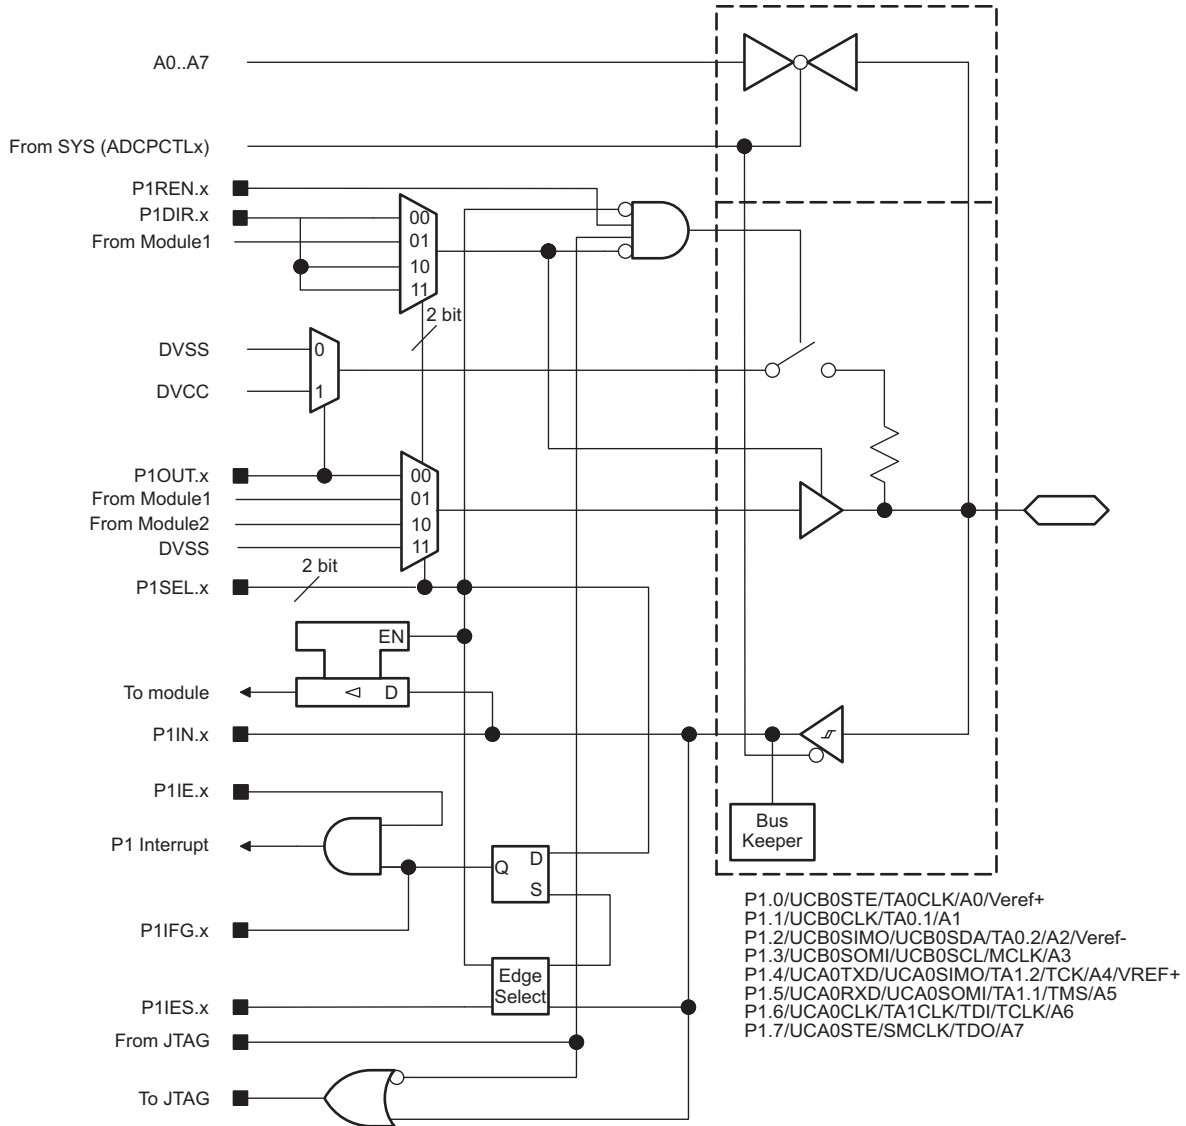 A0..A7
From SYS (ADCPCTLx)
P1REN.x
P1DIR.x
From Module1
00
01
10
11
2 bit
DVSS
0
DVCC
1
P1OUT.x
From Module1
From Module2
DVSS
00
01
10
11
P1SEL.x
2 bit
EN
To module
D
P1IN.x
P1IE.x
P1 Interrupt
Q
D
S
Bus
Keeper
P1IFG.x
Edge
Select
P1IES.x
From JTAG
To JTAG
P1.0/UCB0STE/TA0CLK/A0/Veref+
P1.1/UCB0CLK/TA0.1/A1
P1.2/UCB0SIMO/UCB0SDA/TA0.2/A2/Veref-
P1.3/UCB0SOMI/UCB0SCL/MCLK/A3
P1.4/UCA0TXD/UCA0SIMO/TA1.2/TCK/A4/VREF+
P1.5/UCA0RXD/UCA0SOMI/TA1.1/TMS/A5
P1.6/UCA0CLK/TA1CLK/TDI/TCLK/A6
P1.7/UCA0STE/SMCLK/TDO/A7